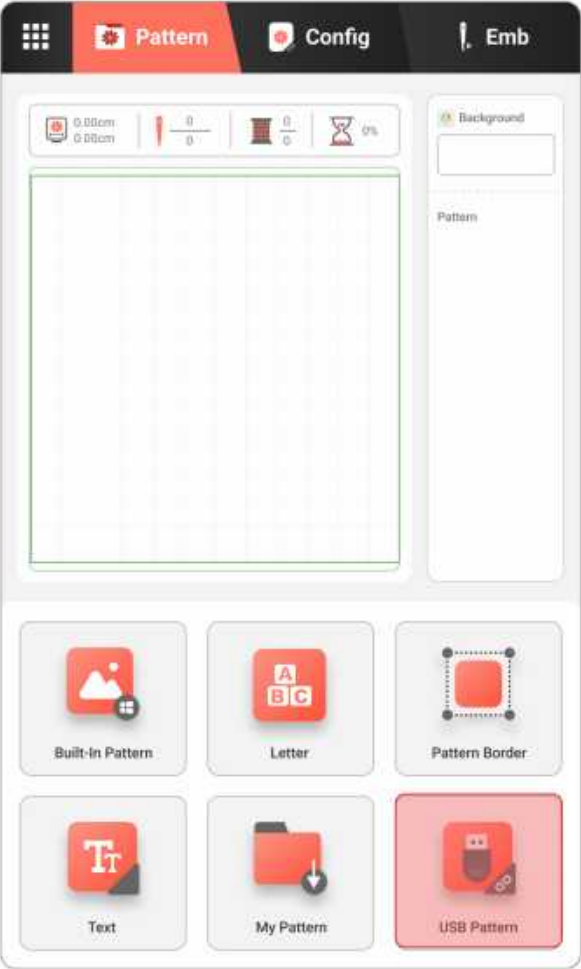 Pattern
Config
Emb
0.00cm
0.00cm
0
0
0
0
0%
Background
Pattern
A
B C
Built-In Pattern
Letter
Pattern Border
TT
Text
My Pattern
USB Pattern